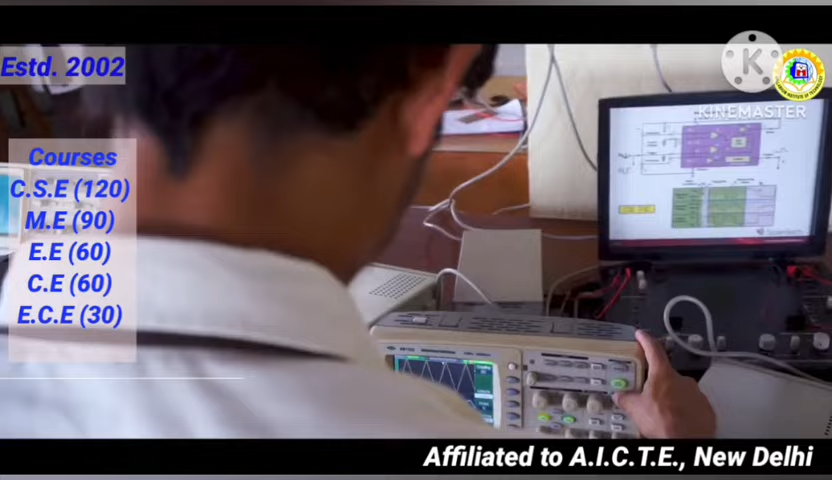 Estd. 2002
KINEMASTER
Courses
C.S.E (120)
M.E (90)
E.E (60)
C.E (60)
E.C.E (30)
Affiliated to A.I.C.T.E., New Delhi